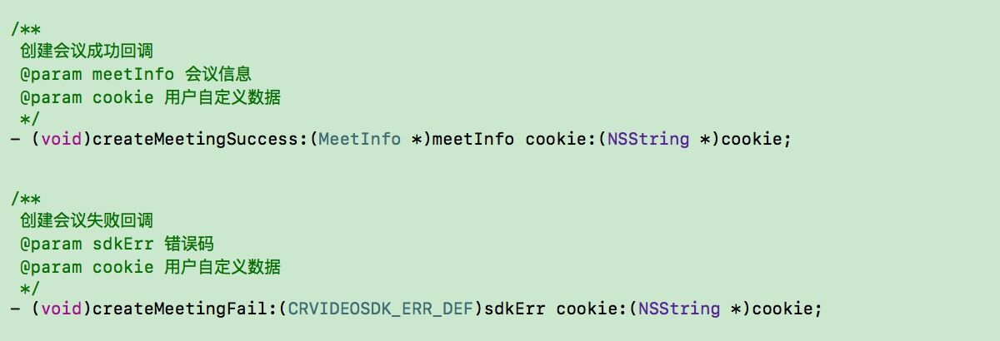 /**
 创建会议成功回调
 @param meetInfo 会议信息
 @param cookie 用户自定义数据
 */
- (void)createMeetingSuccess:(MeetInfo *)meetInfo cookie:(NSString *)cookie;
/**
 创建会议失败回调
 @param sdkErr 错误码
 @param cookie 用户自定义数据
 */
- (void)createMeetingFail:(CRVIDEOSDK_ERR_DEF)sdkErr cookie:(NSString *)cookie;